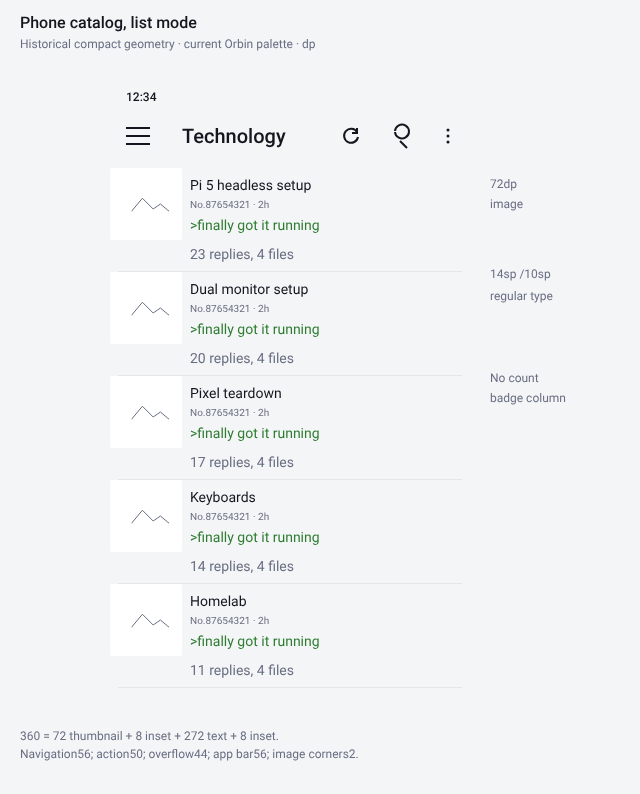 Phone catalog, list mode
Historical compact geometry · current Orbin palette · dp
12:34
Technology
Pi 5 headless setup
No.87654321 · 2h
>finally got it running
23 replies, 4 files
72dp
image
Dual monitor setup
No.87654321 · 2h
>finally got it running
20 replies, 4 files
14sp /10sp
regular type
Pixel teardown
No.87654321 · 2h
>finally got it running
17 replies, 4 files
No count
badge column
Keyboards
No.87654321 · 2h
>finally got it running
14 replies, 4 files
Homelab
No.87654321 · 2h
>finally got it running
11 replies, 4 files
360 = 72 thumbnail + 8 inset + 272 text + 8 inset.
Navigation56; action50; overflow44; app bar56; image corners2.